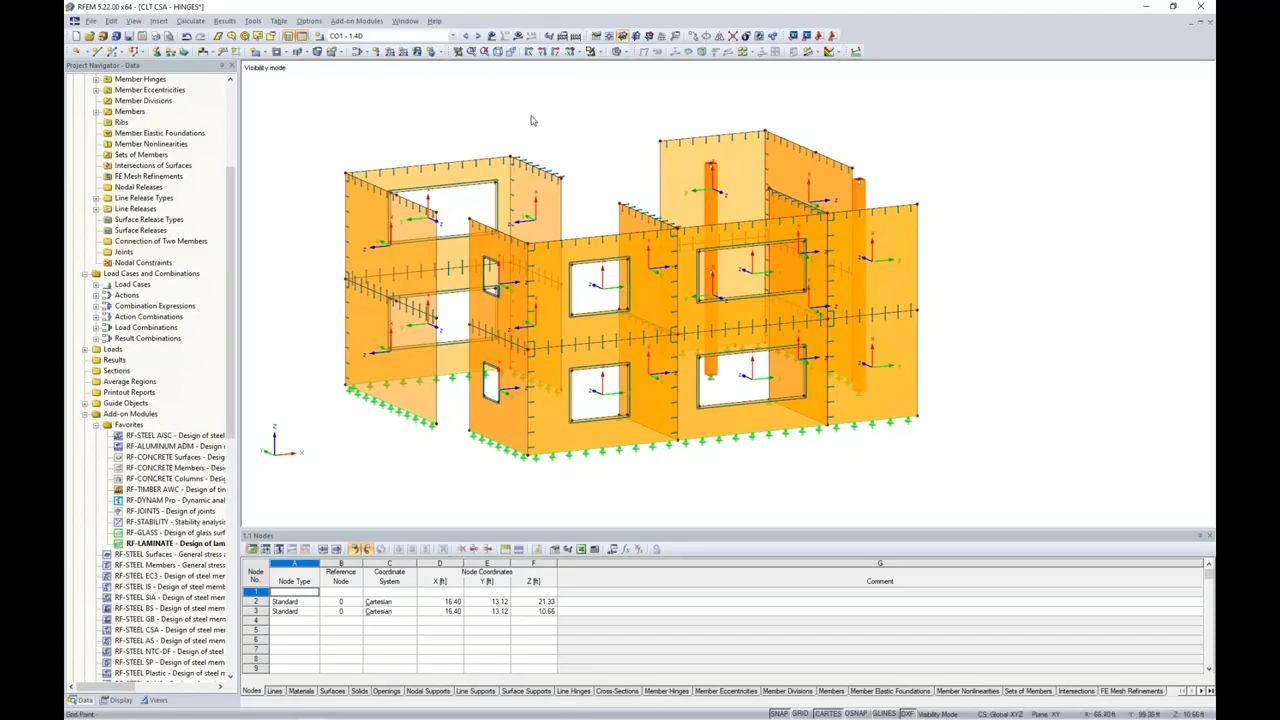 RFEM 5.22.00 x64 - [CLT CSA - HINGES*]
File Edit View Insert Calculate Results Tools Table Options Add-on Modules Window Help
CO1 - 1.4D
Project Navigator - Data
Visibility mode
Member Hinges
Member Eccentricities
Member Divisions
Members
Ribs
Member Elastic Foundations
Member Nonlinearities
Sets of Members
Intersections of Surfaces
FE Mesh Refinements
Nodal Releases
Line Release Types
Line Releases
Surface Release Types
Surface Releases
Connection of Two Members
Joints
Nodal Constraints
Load Cases and Combinations
Load Cases
Actions
Combination Expressions
Action Combinations
Load Combinations
Result Combinations
Loads
Results
Sections
Average Regions
Printout Reports
Guide Objects
Add-on Modules
Favorites
RF-STEEL AISC - Design of steel
RF-ALUMINUM ADM - Design
RF-CONCRETE Surfaces - Desig
RF-CONCRETE Members - Desig
RF-CONCRETE Columns - Desig
RF-TIMBER AWC - Design of tin
RF-DYNAM Pro - Dynamic anal
RF-JOINTS - Design of joints
RF-STABILITY - Stability analysis
RF-GLASS - Design of glass surf
RF-LAMINATE - Design of lam
RF-STEEL Surfaces - General stress
RF-STEEL Members - General stress
RF-STEEL EC3 - Design of steel mem
RF-STEEL IS - Design of steel memb
RF-STEEL SIA - Design of steel mem
RF-STEEL BS - Design of steel mem
RF-STEEL GB - Design of steel mem
RF-STEEL CSA - Design of steel me
RF-STEEL AS - Design of steel mem
RF-STEEL NTC-DF - Design of steel
RF-STEEL SP - Design of steel mem
RF-STEEL Plastic - Design of steel m
Data Display Views
Z
X
1.1 Nodes
A B C D E F G
Node No. Node Type Reference Node Coordinate System Node Coordinates X [ft] Y [ft] Z [ft] Comment
1
2 Standard 0 Cartesian 16.40 13.12 21.33
3 Standard 0 Cartesian 16.40 13.12 10.66
4
5
6
7
8
9
Nodes Lines Materials Surfaces Solids Openings Nodal Supports Line Supports Surface Supports Line Hinges Cross-Sections Member Hinges Member Eccentricities Member Divisions Members Member Elastic Foundations Member Nonlinearities Sets of Members Intersections FE Mesh Refinements
Grid Point
SNAP GRID CARTES OSNAP GLINES DXF Visibility Mode CS: Global XYZ Plane: XY